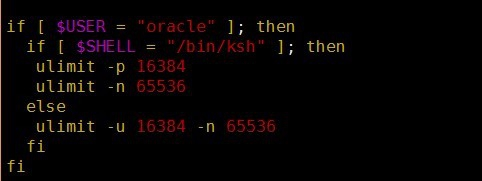 if [ $USER = "oracle" ]; then
  if [ $SHELL = "/bin/ksh" ]; then
   ulimit -p 16384
   ulimit -n 65536
  else
   ulimit -u 16384 -n 65536
  fi
fi